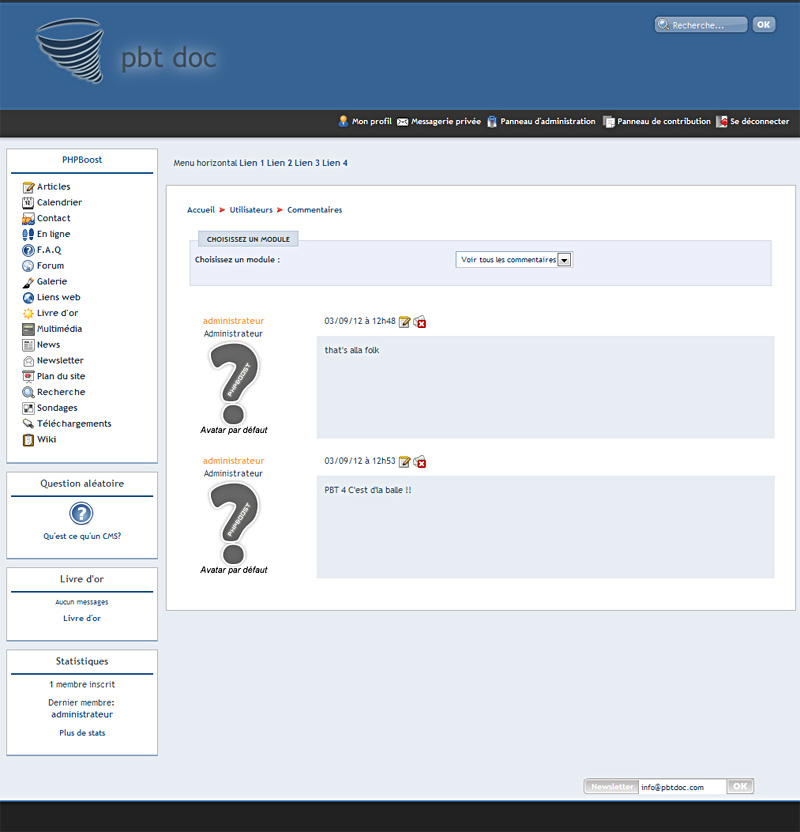 Recherche...
OK
pbt doc
Mon profil Messagerie privée Panneau d'administration Panneau de contribution Se déconnecter
PHPBoost
Articles
12
Calendrier
Contact
En ligne
F.A.Q
Forum
Galerie
Liens web
Livre d'or
Multimédia
News
Newsletter
Plan du site
Recherche
Sondages
Téléchargements
Wiki
Question aléatoire
?
Qu'est ce qu'un CMS?
Livre d'or
Aucun messages
Livre d'or
Statistiques
1 membre inscrit
Dernier membre:
administrateur
Plus de stats
Menu horizontal Lien 1 Lien 2 Lien 3 Lien 4
Accueil Utilisateurs Commentaires
CHOISISSEZ UN MODULE
Choisissez un module :
Voir tous les commentaires
administrateur
Administrateur
PHPBOOST
Avatar par défaut
03/09/12 à 12h48
that's alla folk
administrateur
Administrateur
PHPBOOST
Avatar par défaut
03/09/12 à 12h53
PBT 4 C'est d'la balle !!
Newsletter
info@pbtdoc.com
OK